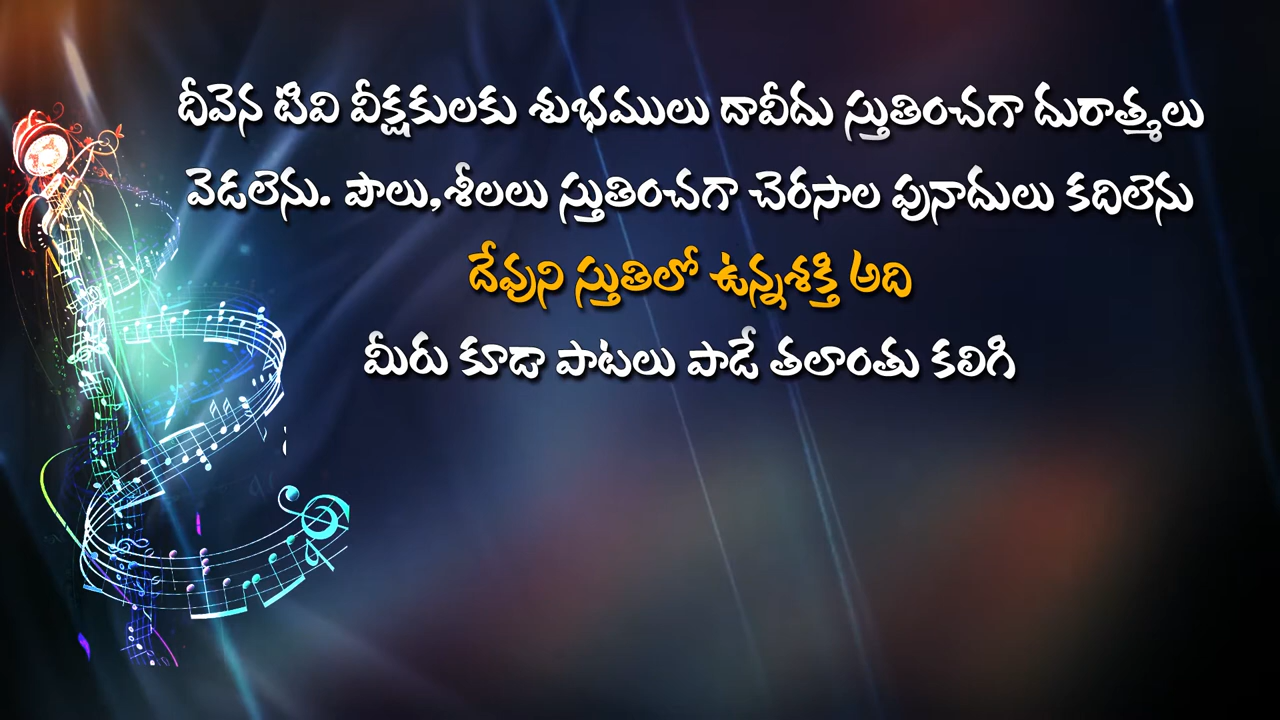 దీవెన టివి వీక్షకులకు శుభములు దావీదు స్తుతించగా దురాత్మలు
వెడలెను. పౌలు,శీలలు స్తుతించగా చెరసాల పునాదులు కదిలెను
దేవుని స్తుతిలో ఉన్నశక్తి అది
మీరు కూడా పాటలు పాడే తలాంతు కలిగి